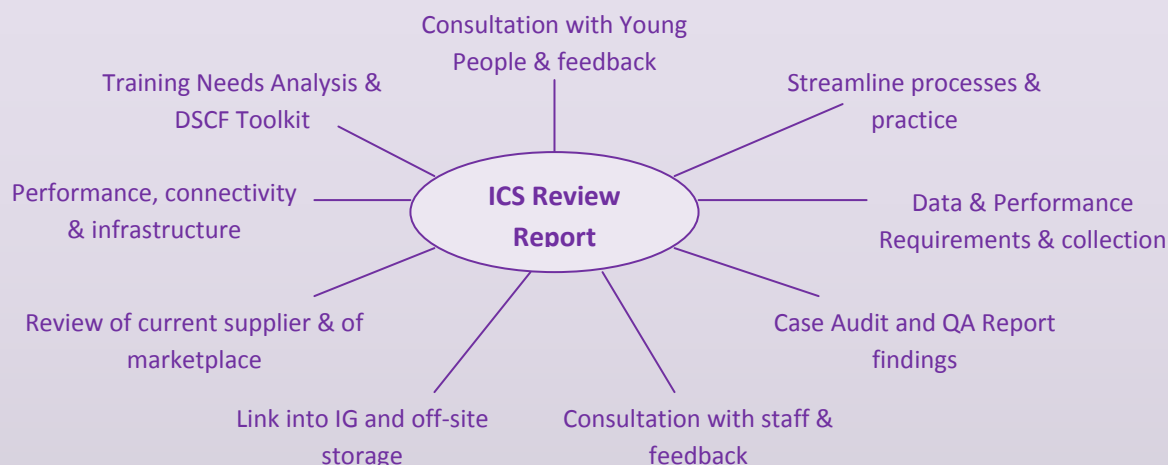 Consultation with Young
People & feedback
Training Needs Analysis &
DSCF Toolkit
Streamline processes &
practice
Performance, connectivity
& infrastructure
ICS Review
Report
Data & Performance
Requirements & collection
Review of current supplier & of
marketplace
Case Audit and QA Report
findings
Link into IG and off-site
storage
Consultation with staff &
feedback